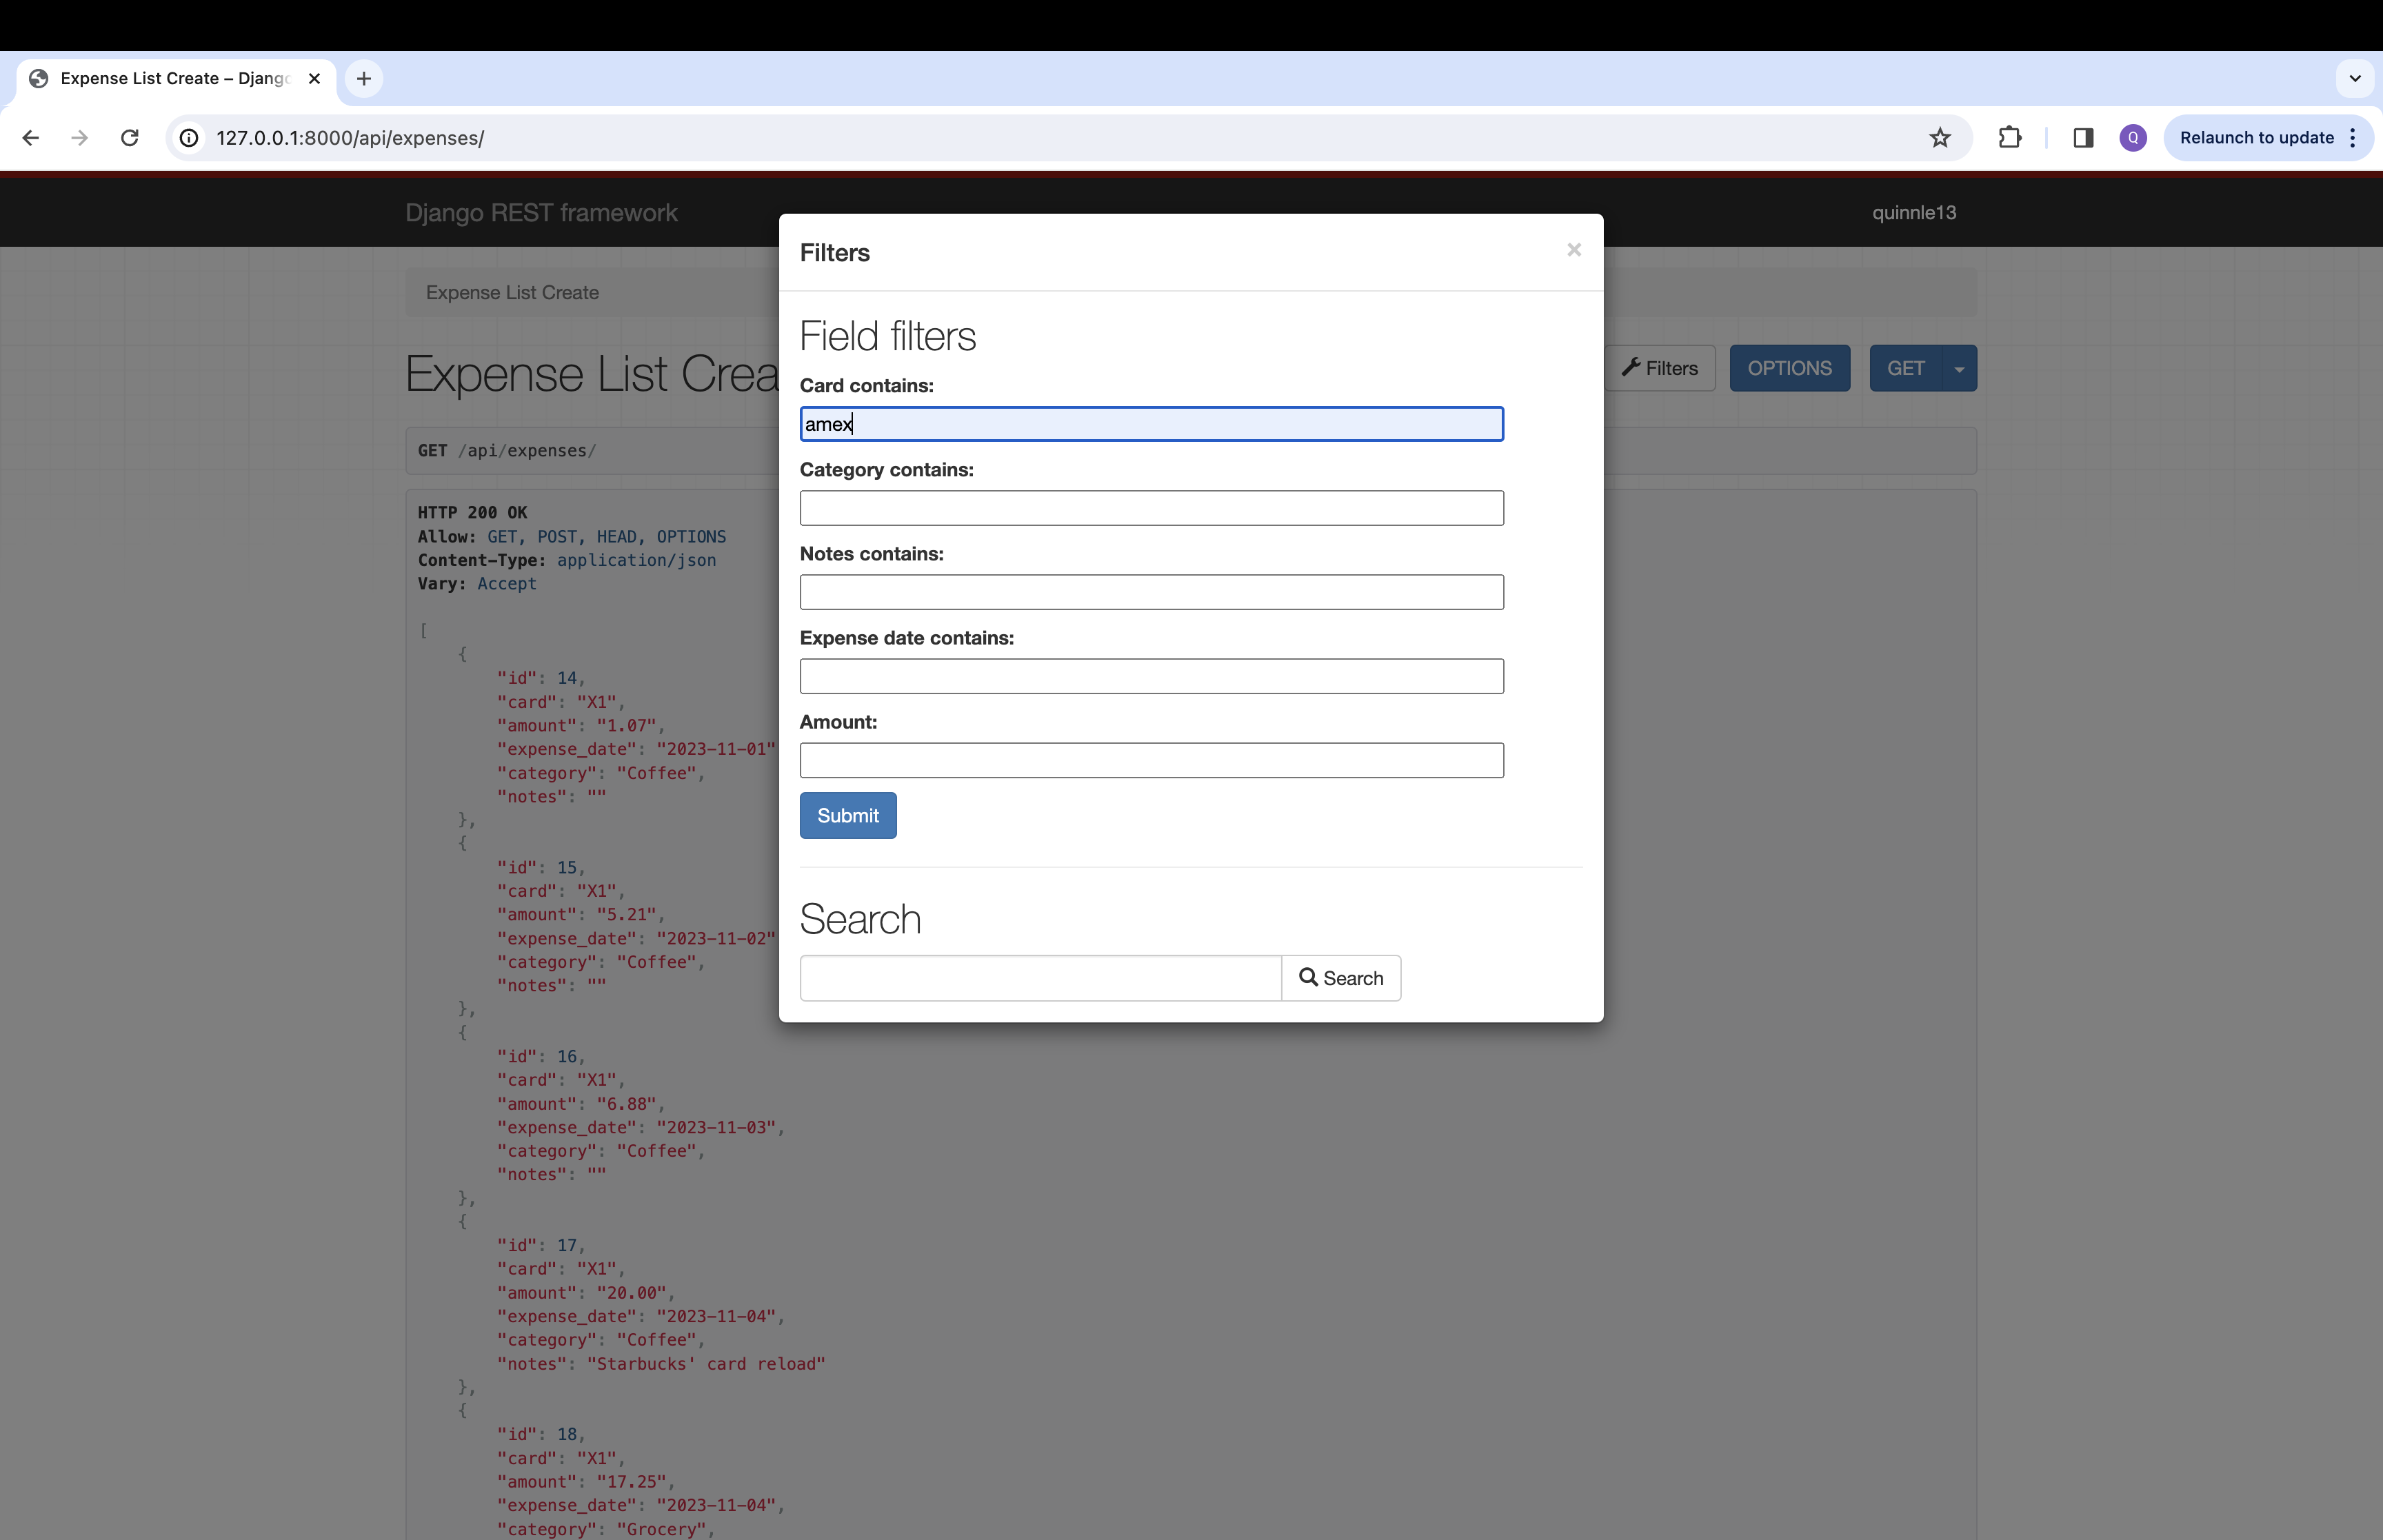 Expense List Create – Djang
127.0.0.1:8000/api/expenses/
Q
Relaunch to update
Django REST framework
quinnle13
Expense List Create
Expense List Crea
Filters
OPTIONS
GET
GET /api/expenses/
HTTP 200 OK
Allow: GET, POST, HEAD, OPTIONS
Content-Type: application/json
Vary: Accept
[
{
"id": 14,
"card": "X1",
"amount": "1.07",
"expense_date": "2023-11-01"
"category": "Coffee",
"notes": ""
},
{
"id": 15,
"card": "X1",
"amount": "5.21",
"expense_date": "2023-11-02"
"category": "Coffee",
"notes": ""
},
{
"id": 16,
"card": "X1",
"amount": "6.88",
"expense_date": "2023-11-03",
"category": "Coffee",
"notes": ""
},
{
"id": 17,
"card": "X1",
"amount": "20.00",
"expense_date": "2023-11-04",
"category": "Coffee",
"notes": "Starbucks' card reload"
},
{
"id": 18,
"card": "X1",
"amount": "17.25",
"expense_date": "2023-11-04",
"category": "Grocery",
Filters
×
Field filters
Card contains:
amex
Category contains:
Notes contains:
Expense date contains:
Amount:
Submit
Search
Search